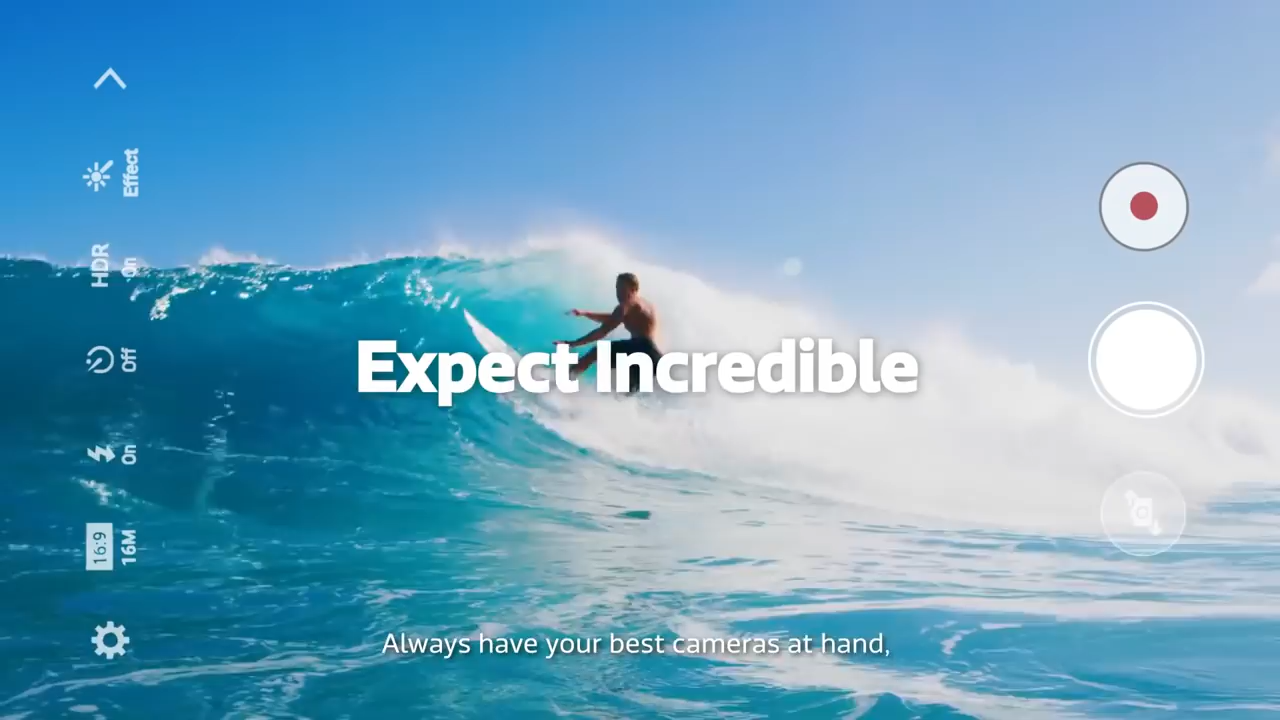 Effect
HDR
On
Off
On
16:9
16M
Expect Incredible
Always have your best cameras at hand,